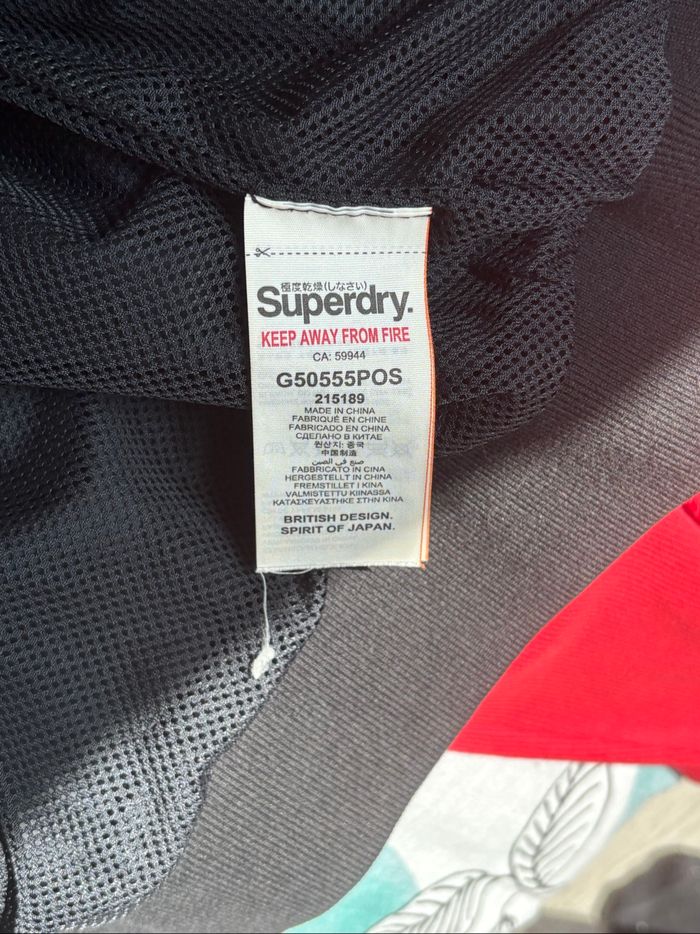 極度乾燥(しなさい)
Superdry.
KEEP AWAY FROM FIRE
CA: 59944
G50555POS
215189
MADE IN CHINA
FABRIQUÉ EN CHINE
FABRICADO EN CHINA
СДЕЛАНО В КИТАЕ
원산지: 중국
中国制造
صنع في الصين
FABBRICATO IN CINA
HERGESTELLT IN CHINA
FREMSTILLET I KINA
VALMISTETTU KIINASSA
ΚΑΤΑΣΚΕΥΑΣΤΗΚΕ ΣΤΗΝ ΚΙΝΑ
BRITISH DESIGN.
SPIRIT OF JAPAN.